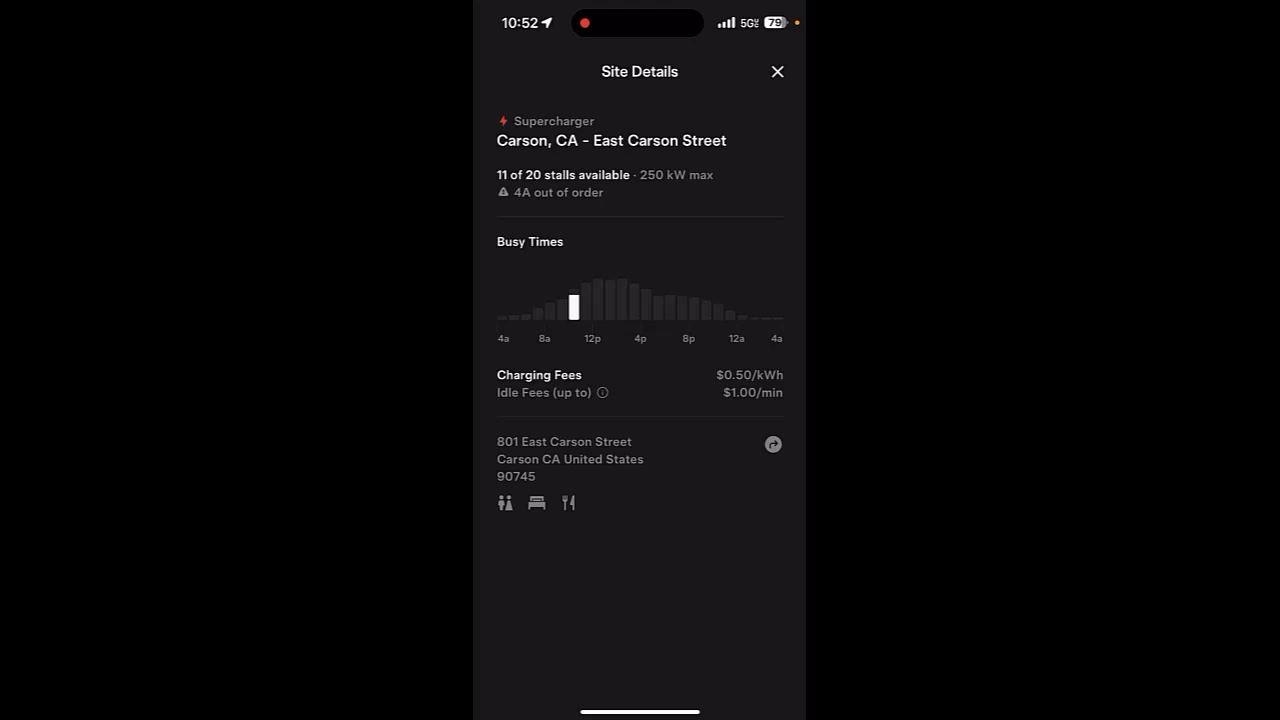 10:52 5G 79
Site Details
Supercharger
Carson, CA - East Carson Street
11 of 20 stalls available · 250 kW max
4A out of order
Busy Times
4a 8a 12p 4p 8p 12a 4a
Charging Fees $0.50/kWh
Idle Fees (up to) $1.00/min
801 East Carson Street
Carson CA United States
90745